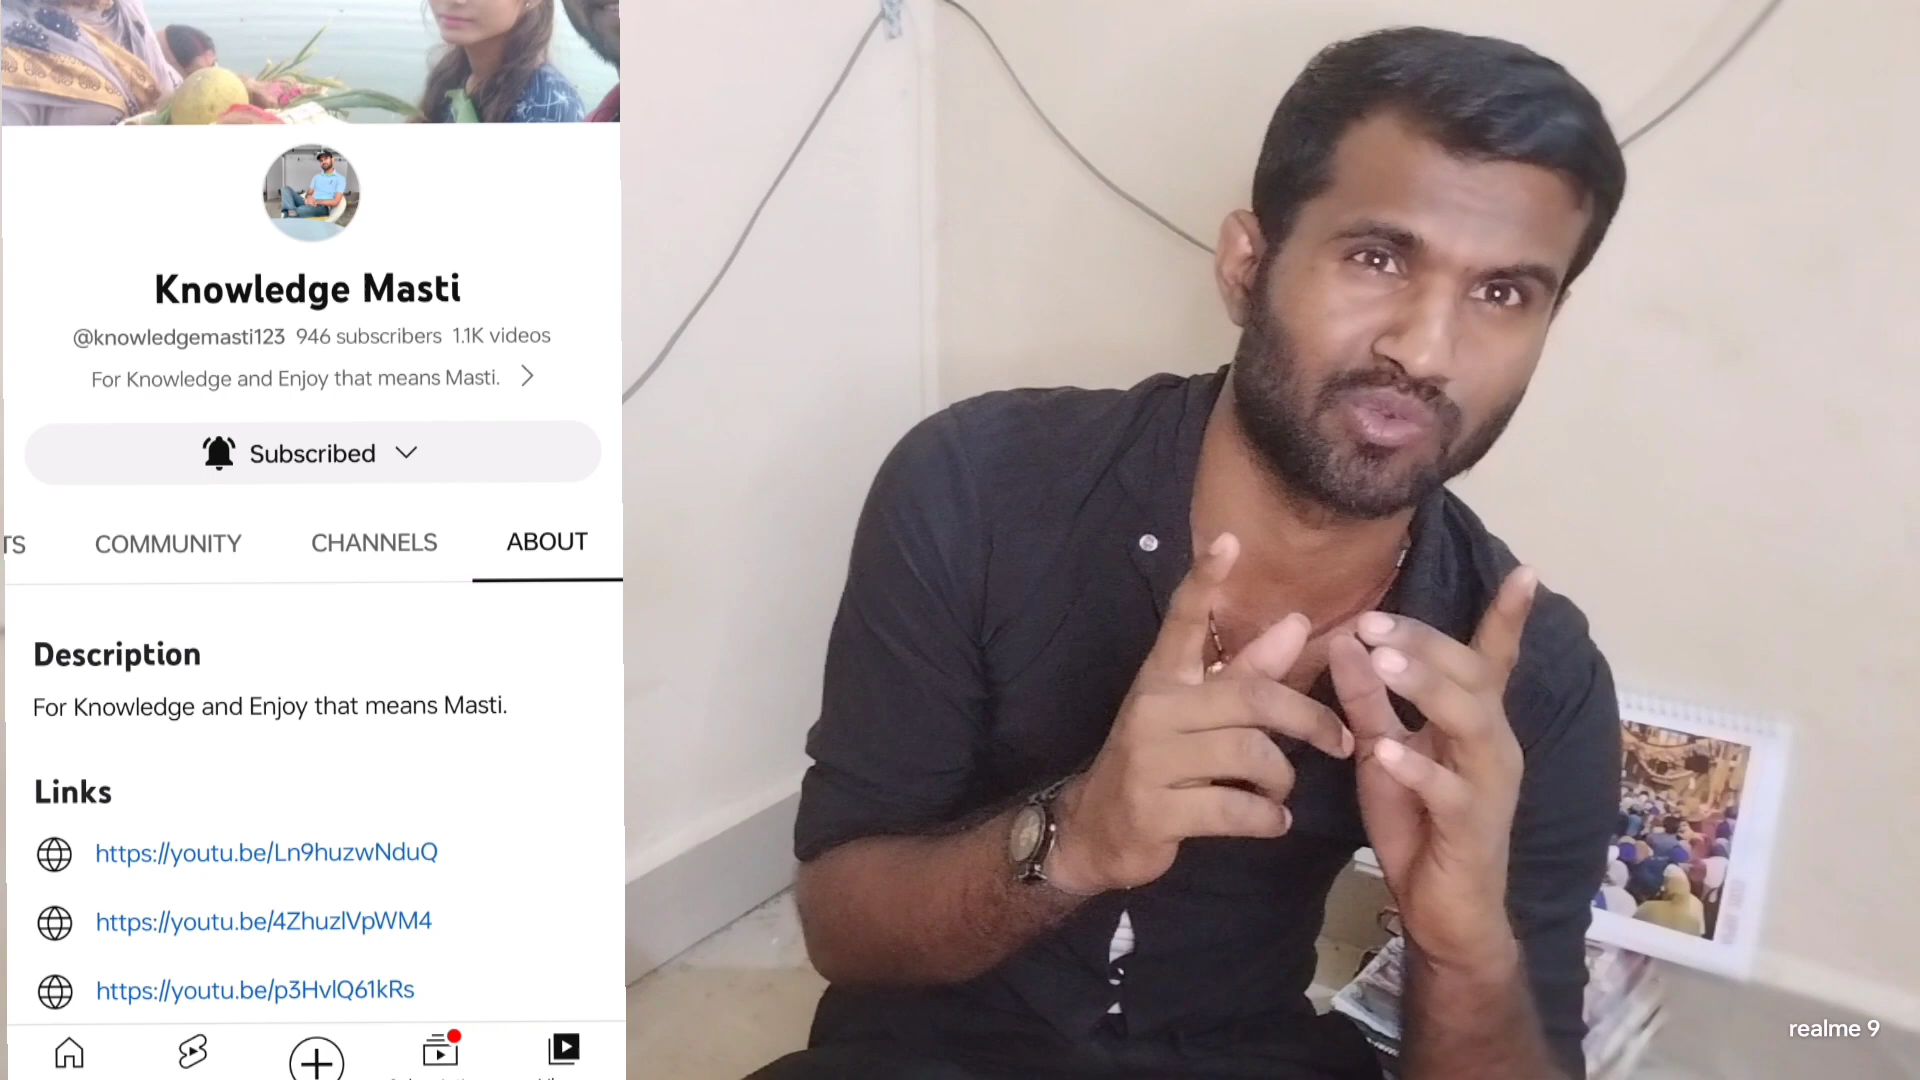 Knowledge Masti
@knowledgemasti123 946 subscribers 1.1K videos
For Knowledge and Enjoy that means Masti.
Subscribed
TS COMMUNITY CHANNELS ABOUT
Description
For Knowledge and Enjoy that means Masti.
Links
https://youtu.be/Ln9huzwNduQ
https://youtu.be/4ZhuzlVpWM4
https://youtu.be/p3HvlQ61kRs
realme 9